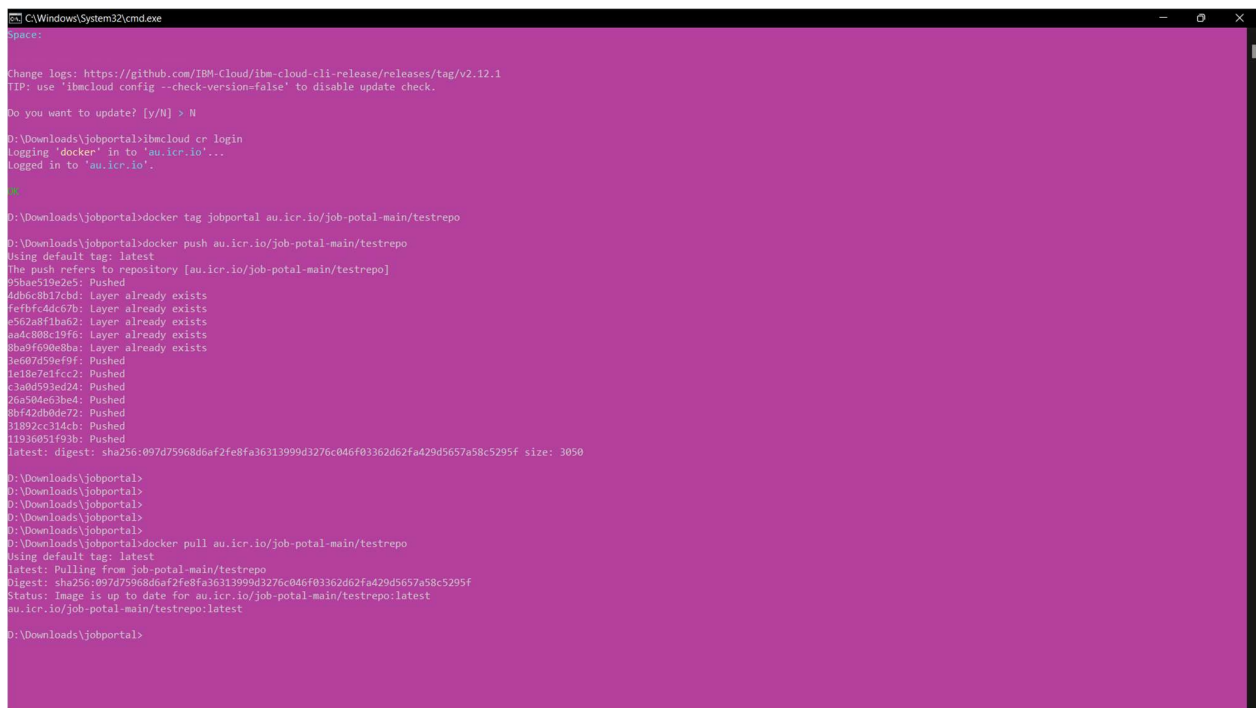 C:\Windows\System32\cmd.exe
Space:
Change logs: https://github.com/IBM-Cloud/ibm-cloud-cli-release/releases/tag/v2.12.1
TIP: use 'ibmcloud config --check-version=false' to disable update check.
Do you want to update? [y/N] > N
D:\Downloads\jobportal>ibmcloud cr login
Logging 'docker' in to 'au.icr.io'...
Logged in to 'au.icr.io'.
OK
D:\Downloads\jobportal>docker tag jobportal au.icr.io/job-potal-main/testrepo
D:\Downloads\jobportal>docker push au.icr.io/job-potal-main/testrepo
Using default tag: latest
The push refers to repository [au.icr.io/job-potal-main/testrepo]
95bae519e2e5: Pushed
4db6c8b17cbd: Layer already exists
fefbfc4dc67b: Layer already exists
e562a8f1ba62: Layer already exists
aa4c808c19f6: Layer already exists
8ba9f690e8ba: Layer already exists
3e607d59ef9f: Pushed
1e18e7e1fcc2: Pushed
c3a0d593ed24: Pushed
26a504e63be4: Pushed
8bf42db0de72: Pushed
31892cc314cb: Pushed
11936051f93b: Pushed
latest: digest: sha256:097d75968d6af2fe8fa36313999d3276c046f03362d62fa429d5657a58c5295f size: 3050
D:\Downloads\jobportal>
D:\Downloads\jobportal>
D:\Downloads\jobportal>
D:\Downloads\jobportal>
D:\Downloads\jobportal>
D:\Downloads\jobportal>docker pull au.icr.io/job-potal-main/testrepo
Using default tag: latest
latest: Pulling from job-potal-main/testrepo
Digest: sha256:097d75968d6af2fe8fa36313999d3276c046f03362d62fa429d5657a58c5295f
Status: Image is up to date for au.icr.io/job-potal-main/testrepo:latest
au.icr.io/job-potal-main/testrepo:latest
D:\Downloads\jobportal>